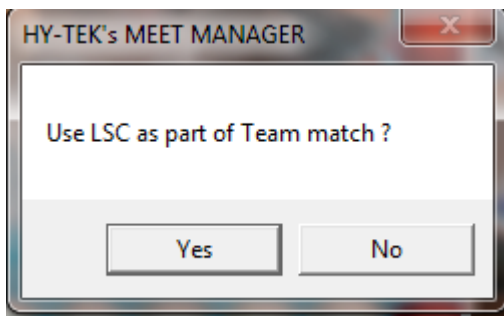 HY-TEK's MEET MANAGER
Use LSC as part of Team match ?
Yes No